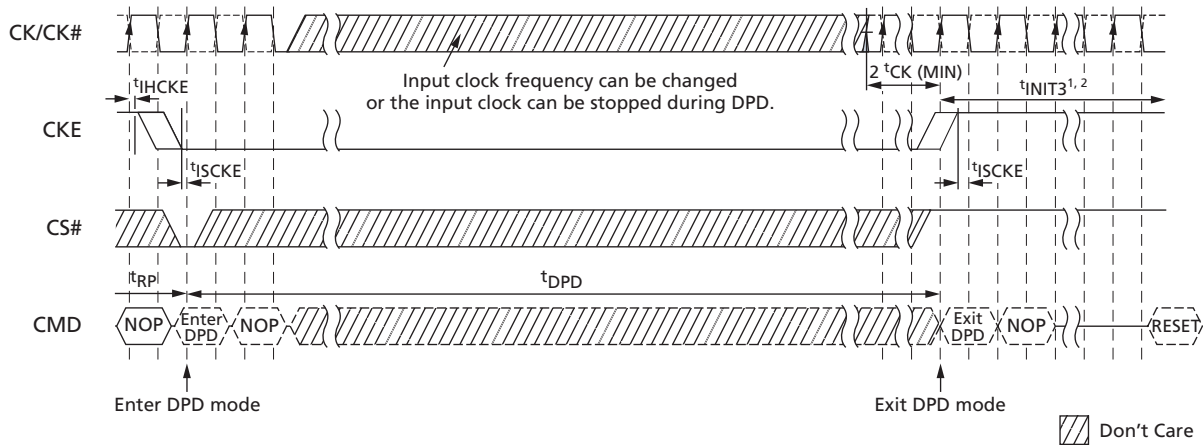 CK/CK#
Input clock frequency can be changed
or the input clock can be stopped during DPD.
2 tCK (MIN)
tIHCKE
tINIT31, 2
CKE
tISCKE
tISCKE
CS#
tRP
tDPD
CMD
NOP
Enter
DPD
NOP
Exit
DPD
NOP
RESET
Enter DPD mode
Exit DPD mode
Don't Care